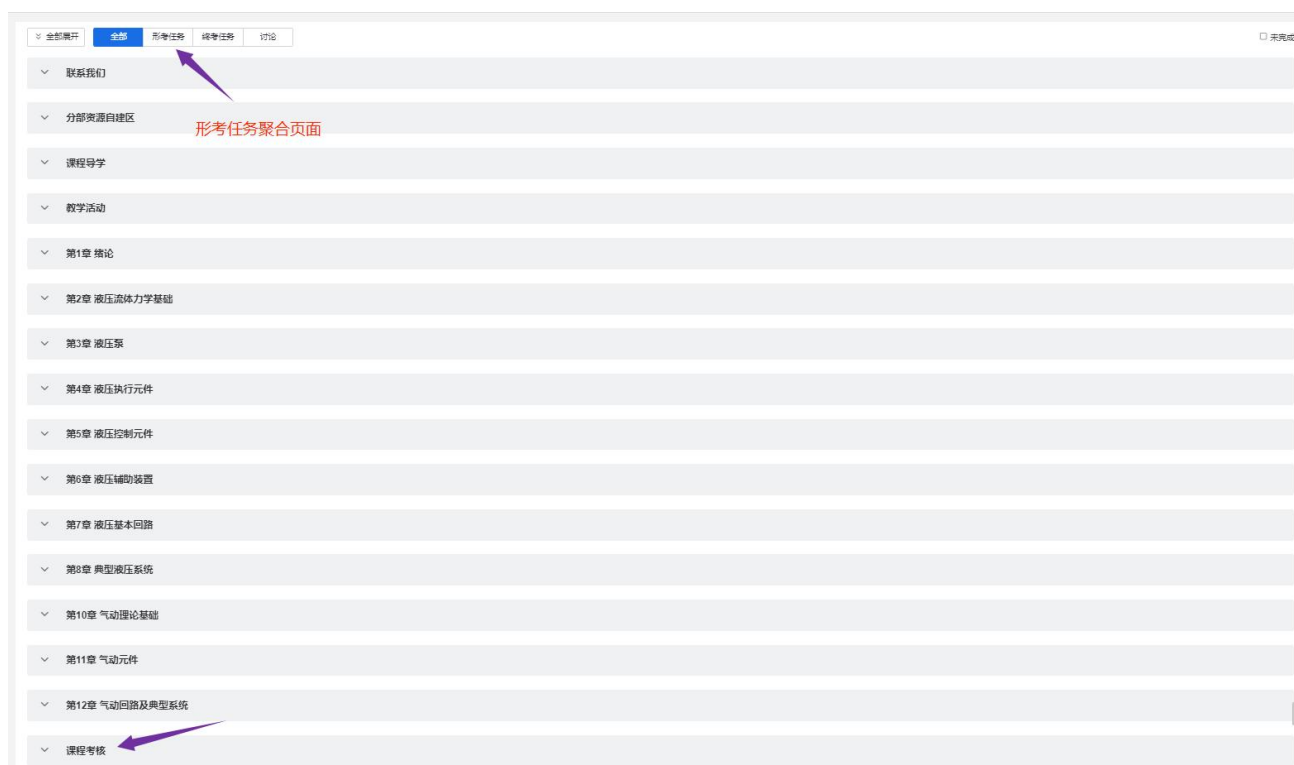 全部展开 全部 形考任务 终考任务 讨论 未完成
联系我们
分部资源自建区
形考任务聚合页面
课程导学
教学活动
第1章 绪论
第2章 液压流体力学基础
第3章 液压泵
第4章 液压执行元件
第5章 液压控制元件
第6章 液压辅助装置
第7章 液压基本回路
第8章 典型液压系统
第10章 气动理论基础
第11章 气动元件
第12章 气动回路及典型系统
课程考核